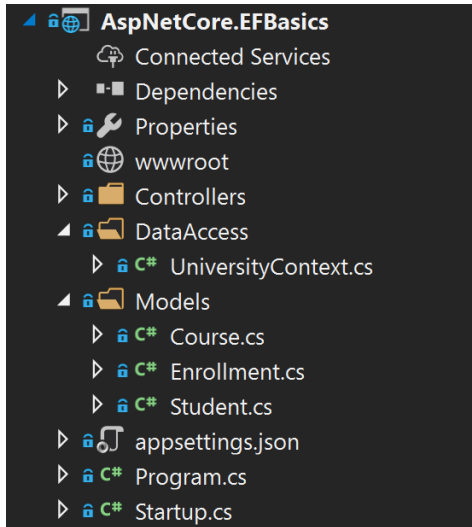 AspNetCore.EFBasics
Connected Services
Dependencies
Properties
wwwroot
Controllers
DataAccess
C# UniversityContext.cs
Models
C# Course.cs
C# Enrollment.cs
C# Student.cs
appsettings.json
C# Program.cs
C# Startup.cs